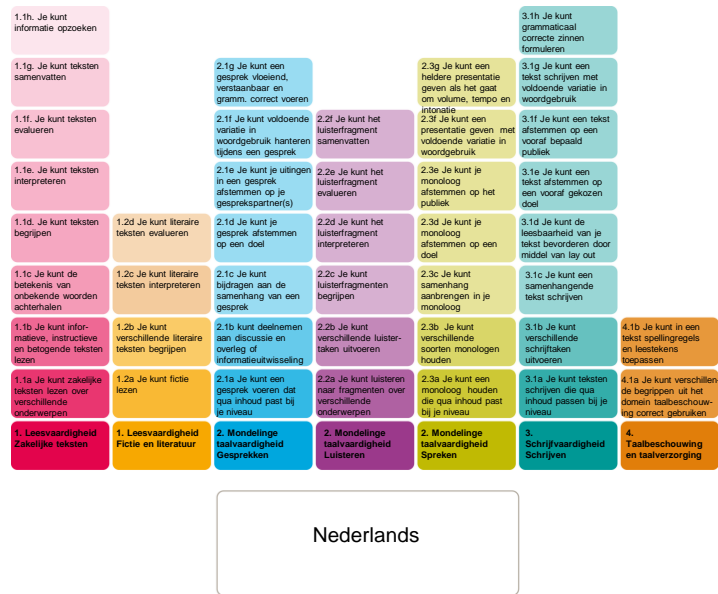 1.1h. Je kunt
informatie opzoeken
3.1h Je kunt
grammaticaal
correcte zinnen
formuleren
1.1g. Je kunt teksten
samenvatten
2.1g Je kunt een
gesprek vloeiend,
verstaanbaar en
gramm. correct voeren
2.3g Je kunt een
heldere presentatie
geven als het gaat
om volume, tempo en
intonatie
3.1g Je kunt een
tekst schrijven met
voldoende variatie in
woordgebruik
1.1f. Je kunt teksten
evalueren
2.1f Je kunt voldoende
variatie in
woordgebruik hanteren
tijdens een gesprek
2.2f Je kunt het
luisterfragment
samenvatten
2.3f Je kunt een
presentatie geven met
voldoende variatie in
woordgebruik
3.1f Je kunt een tekst
afstemmen op een
vooraf bepaald
publiek
1.1e. Je kunt teksten
interpreteren
2.1e Je kunt je uitingen
in een gesprek
afstemmen op je
gesprekspartner(s)
2.2e Je kunt het
luisterfragment
evalueren
2.3e Je kunt je
monoloog
afstemmen op het
publiek
3.1e Je kunt een
tekst afstemmen op
een vooraf gekozen
doel
1.1d. Je kunt teksten
begrijpen
1.2d Je kunt literaire
teksten evalueren
2.1d Je kunt je
gesprek afstemmen
op een doel
2.2d Je kunt het
luisterfragment
interpreteren
2.3d Je kunt je
monoloog
afstemmen op een
doel
3.1d Je kunt de
leesbaarheid van je
tekst bevorderen door
middel van lay out
1.1c Je kunt de
betekenis van
onbekende woorden
achterhalen
1.2c Je kunt literaire
teksten interpreteren
2.1c Je kunt
bijdragen aan de
samenhang van een
gesprek
2.2c Je kunt
luisterfragmenten
begrijpen
2.3c Je kunt
samenhang
aanbrengen in je
monoloog
3.1c Je kunt een
samenhangende
tekst schrijven
1.1b Je kunt infor-
matieve, instructieve
en betogende teksten
lezen
1.2b Je kunt
verschillende literaire
teksten begrijpen
2.1b kunt deelnemen
aan discussie en
overleg of
informatieuitwisseling
2.2b Je kunt
verschillende luister-
taken uitvoeren
2.3b Je kunt
verschillende
soorten monologen
houden
3.1b Je kunt
verschillende
schrijftaken
uitvoeren
4.1b Je kunt in een
tekst spellingregels
en leestekens
toepassen
1.1a Je kunt zakelijke
teksten lezen over
verschillende
onderwerpen
1.2a Je kunt fictie
lezen
2.1a Je kunt een
gesprek voeren dat
qua inhoud past bij
je niveau
2.2a Je kunt luisteren
naar fragmenten over
verschillende
onderwerpen
2.3a Je kunt een
monoloog houden
die qua inhoud past
bij je niveau
3.1a Je kunt teksten
schrijven die qua
inhoud passen bij je
niveau
4.1a Je kunt verschillen-
de begrippen uit het
domein taalbeschouw-
ing correct gebruiken
1. Leesvaardigheid
Zakelijke teksten
1. Leesvaardigheid
Fictie en literatuur
2. Mondelinge
taalvaardigheid
Gesprekken
2. Mondelinge
taalvaardigheid
Luisteren
2. Mondelinge
taalvaardigheid
Spreken
3.
Schrijfvaardigheid
Schrijven
4.
Taalbeschouwing
en taalverzorging
Nederlands